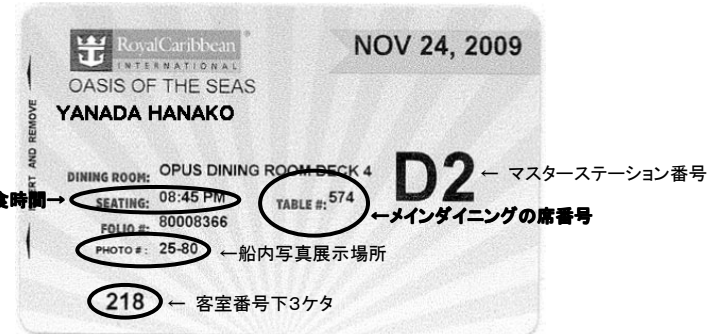 RoyalCaribbean
INTERNATIONAL
NOV 24, 2009
OASIS OF THE SEAS
YANADA HANAKO
AND REMOVE
DINING ROOM: OPUS DINING ROOM DECK 4
D2 ← マスターステーション番号
食時間→ SEATING: 08:45 PM TABLE #: 574
←メインダイニングの席番号
FOLIO #: 80008366
PHOTO #: 25-80 ←船内写真展示場所
218 ← 客室番号下3ケタ